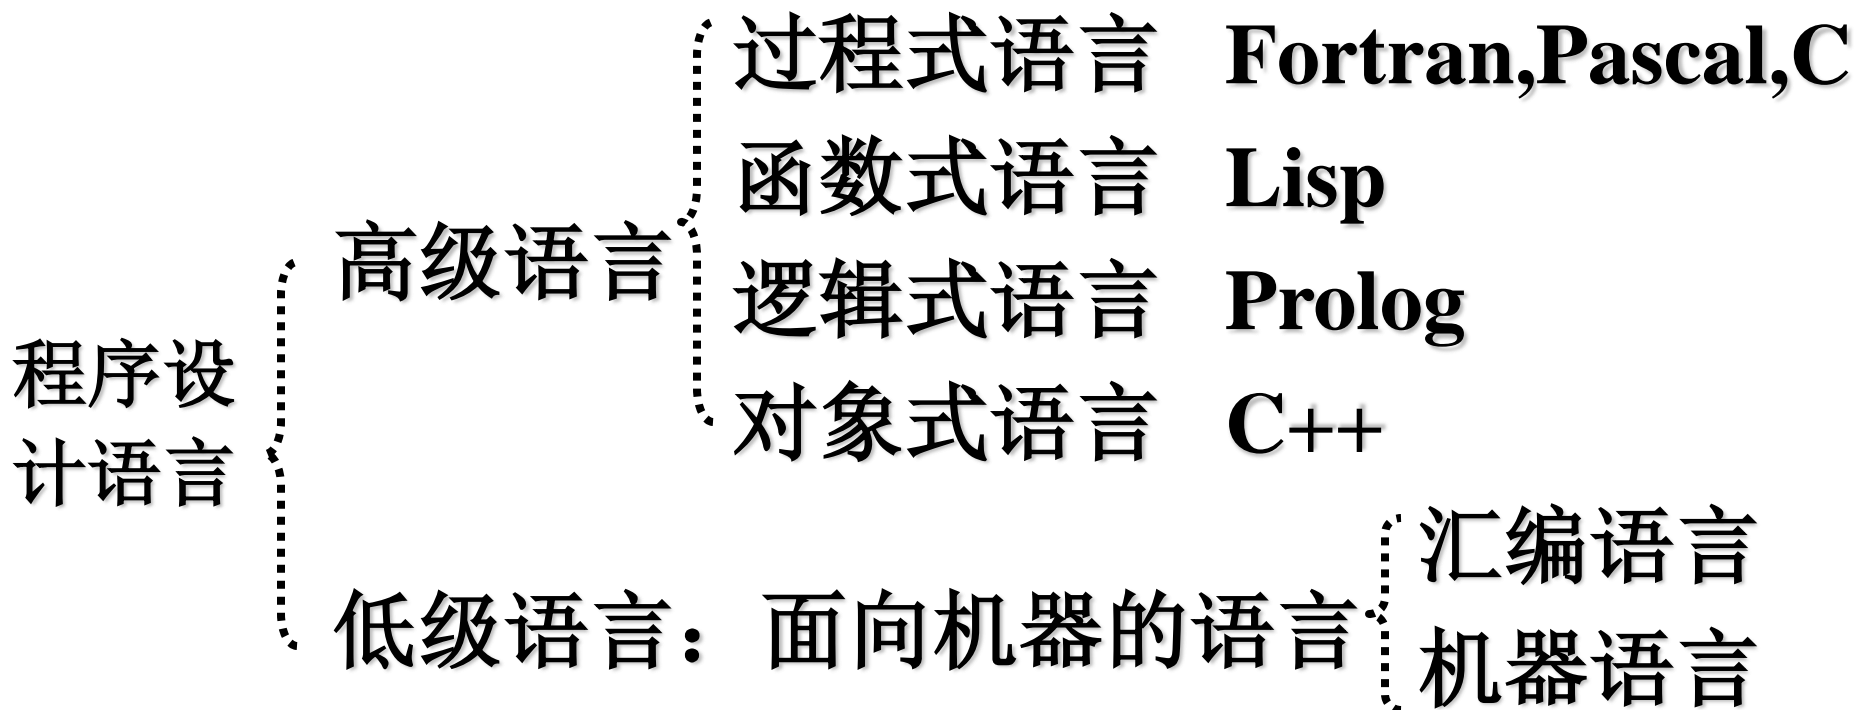 过程式语言 Fortran,Pascal,C
函数式语言 Lisp
高级语言
逻辑式语言 Prolog
程序设
计语言
对象式语言 C++
汇编语言
低级语言：面向机器的语言
机器语言